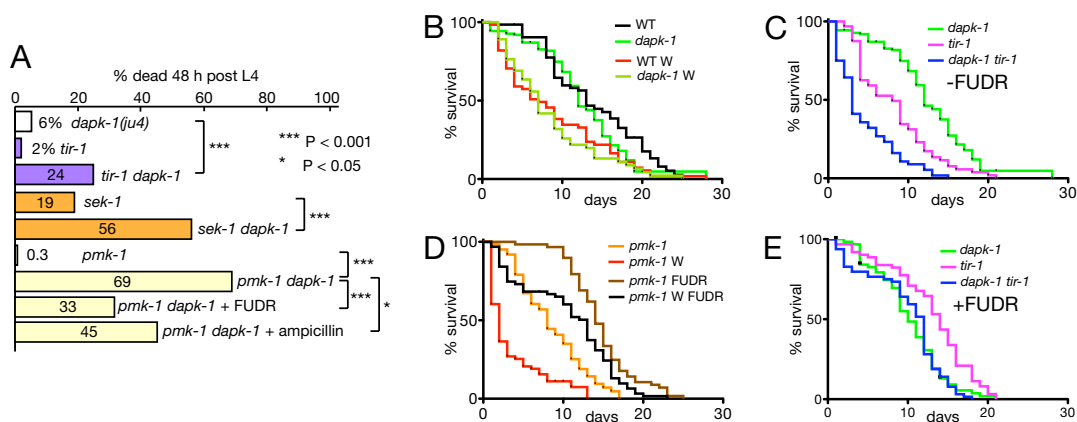 A
% dead 48 h post L4
0 20 40 60 80 100
6% dapk-1(ju4)
2% tir-1
24 tir-1 dapk-1
19 sek-1
56 sek-1 dapk-1
0.3 pmk-1
69 pmk-1 dapk-1
33 pmk-1 dapk-1 + FUDR
45 pmk-1 dapk-1 + ampicillin
***
***
***
***
*
*** P < 0.001
* P < 0.05
B
% survival
100
50
0
0 10 20 30
days
WT
dapk-1
WT W
dapk-1 W
C
% survival
100
50
0
0 10 20 30
days
dapk-1
tir-1
dapk-1 tir-1
-FUDR
D
% survival
100
50
0
0 10 20 30
days
pmk-1
pmk-1 W
pmk-1 FUDR
pmk-1 W FUDR
E
% survival
100
50
0
0 10 20 30
days
dapk-1
tir-1
dapk-1 tir-1
+FUDR